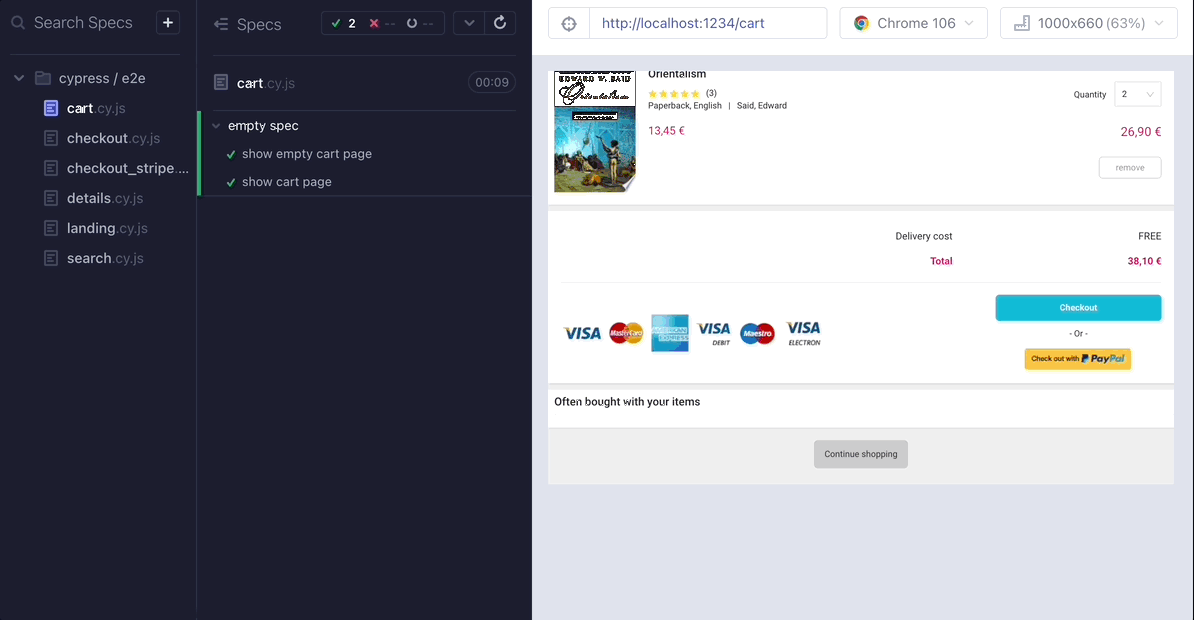 Search Specs
+
cypress / e2e
cart.cy.js
checkout.cy.js
checkout_stripe....
details.cy.js
landing.cy.js
search.cy.js
Specs
2 -- --
cart.cy.js 00:09
empty spec
show empty cart page
show cart page
http://localhost:1234/cart
Chrome 106
1000x660 (63%)
EDWARD W. SAID
Orientalism
Orientalism
(3)
Paperback, English | Said, Edward
13,45 €
Quantity 2
26,90 €
remove
Delivery cost FREE
Total 38,10 €
VISA MasterCard AMERICAN EXPRESS VISA DEBIT Maestro VISA ELECTRON
Checkout
- Or -
Check out with PayPal
Often bought with your items
Continue shopping